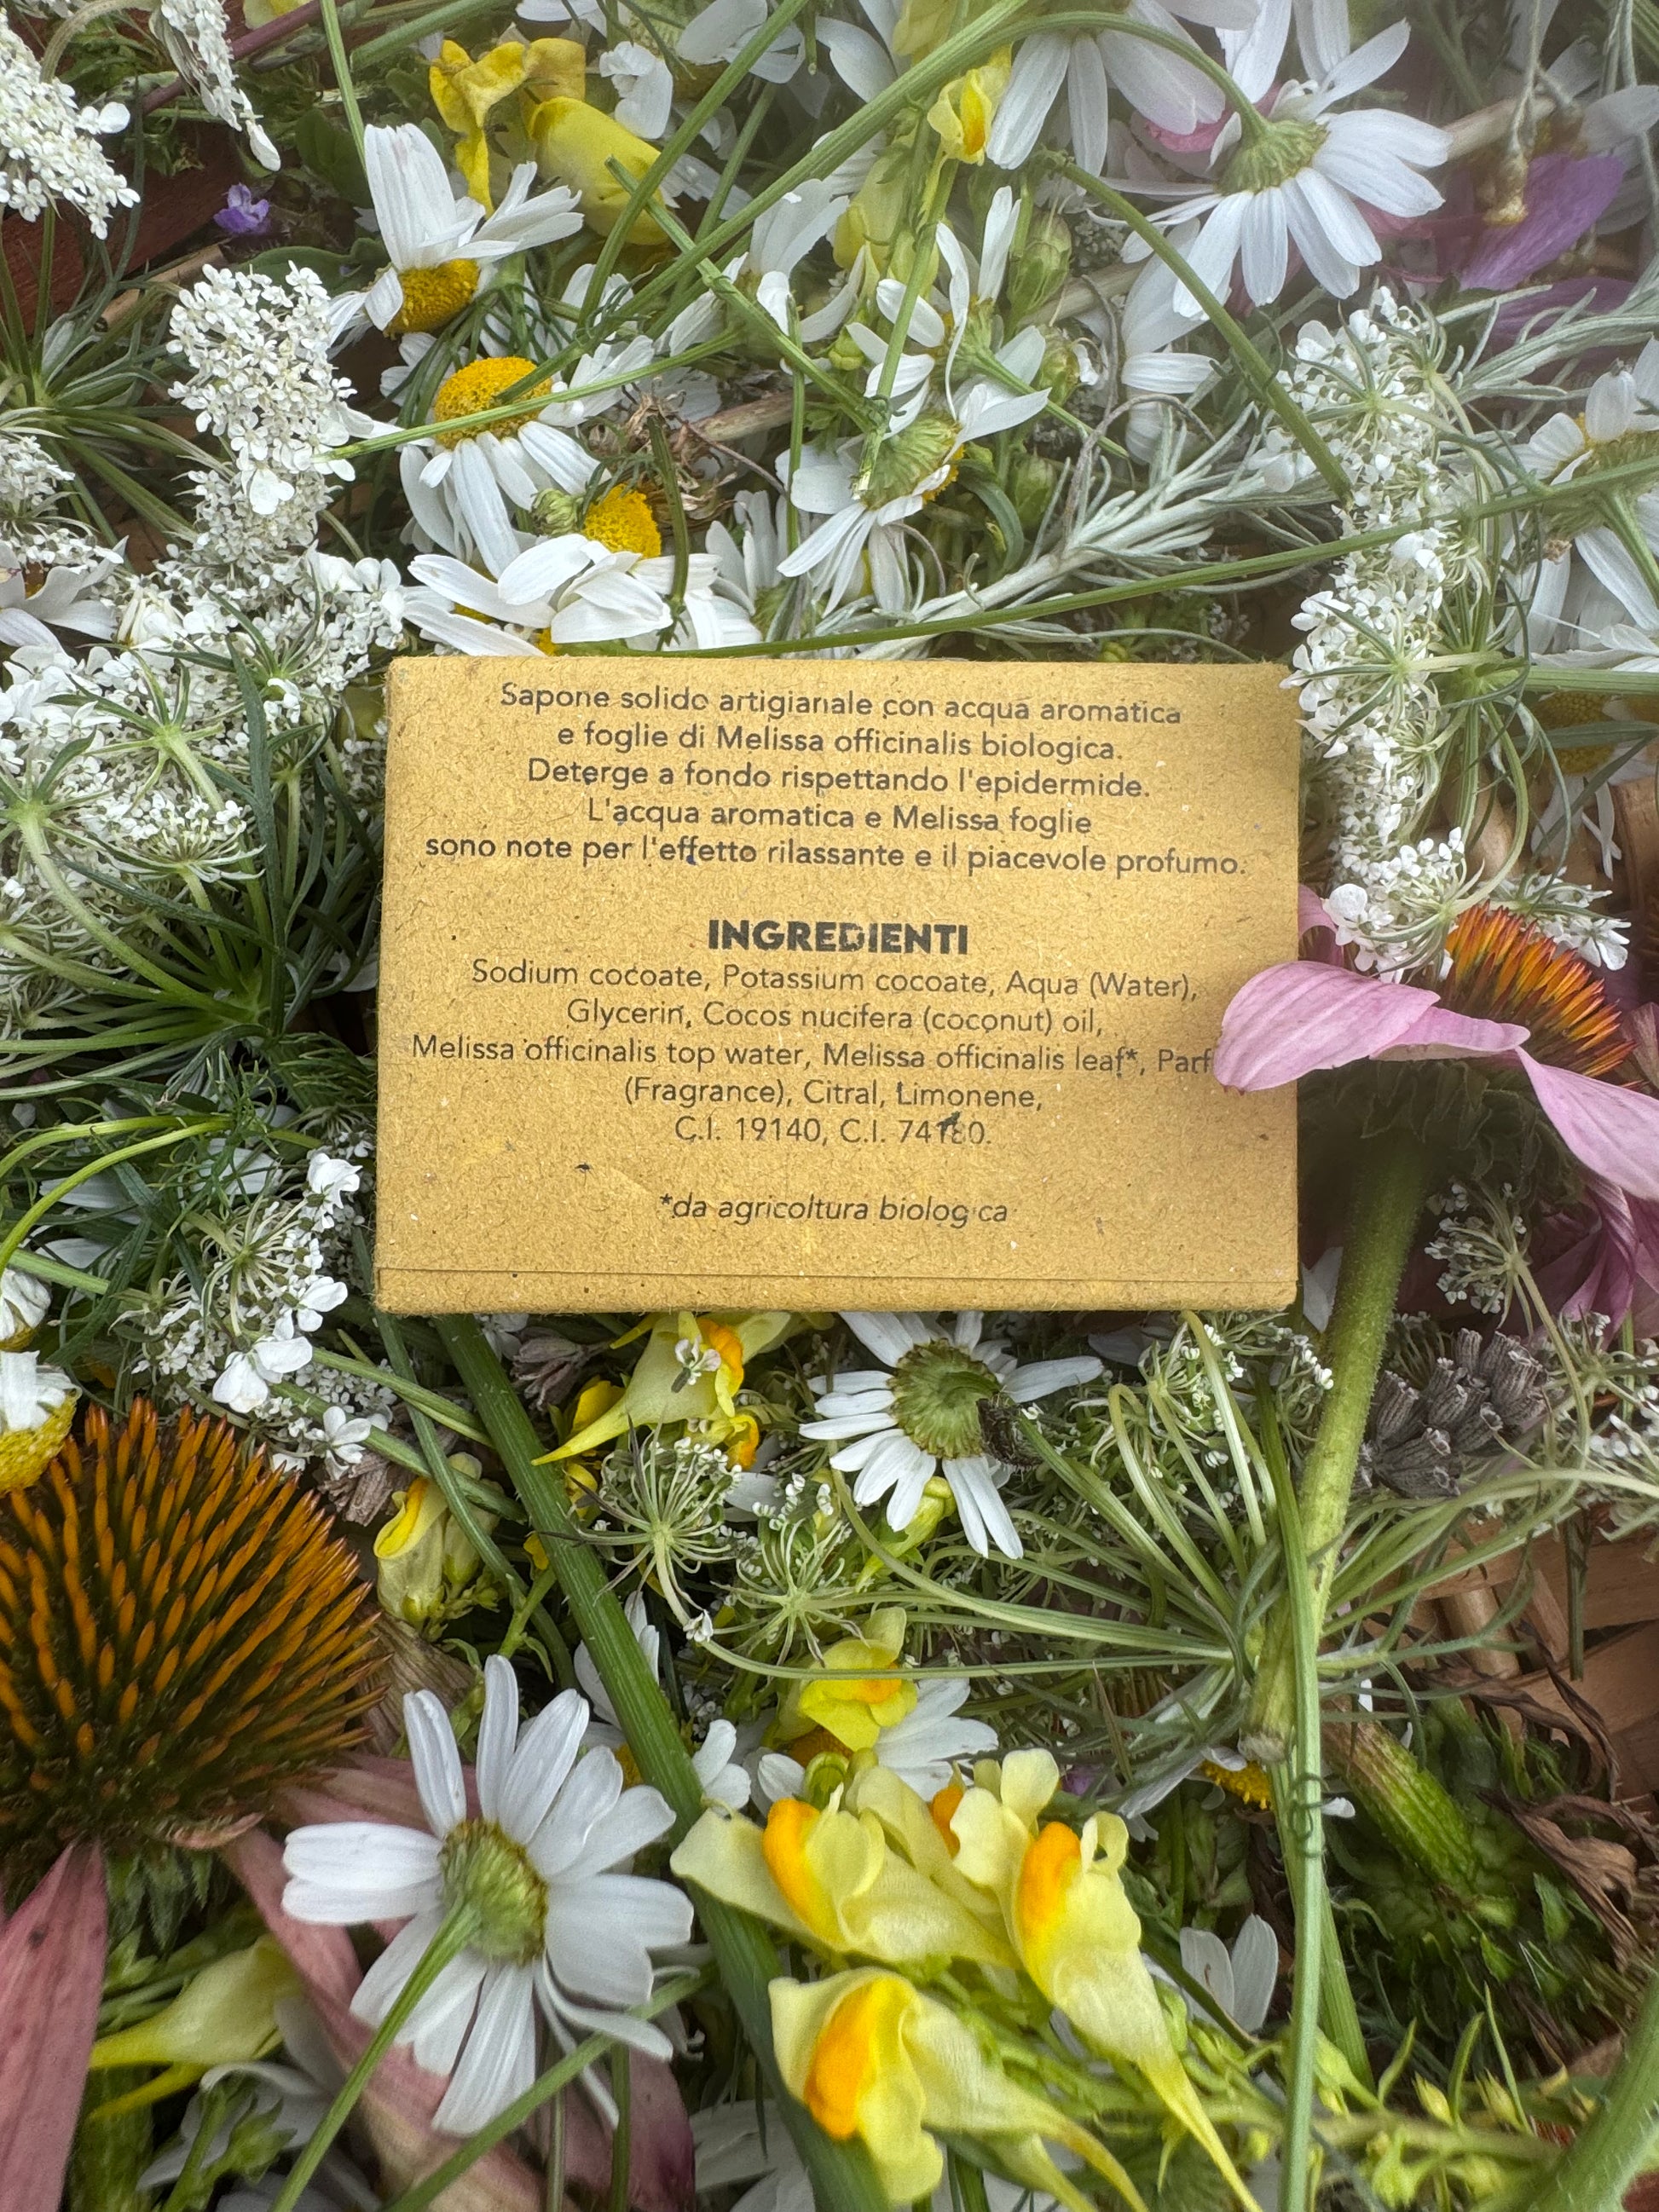 Sapone solido artigianale con acqua aromatica
e foglie di Melissa officinalis biologica.
Deterge a fondo rispettando l'epidermide.
L'acqua aromatica e Melissa foglie
sono note per l'effetto rilassante e il piacevole profumo.
INGREDIENTI
Sodium cocoate, Potassium cocoate, Aqua (Water),
Glycerin, Cocos nucifera (coconut) oil,
Melissa officinalis top water, Melissa officinalis leaf*,
(Fragrance), Citral, Limonene,
C.I. 19140, C.I.
*da agricoltura biologica